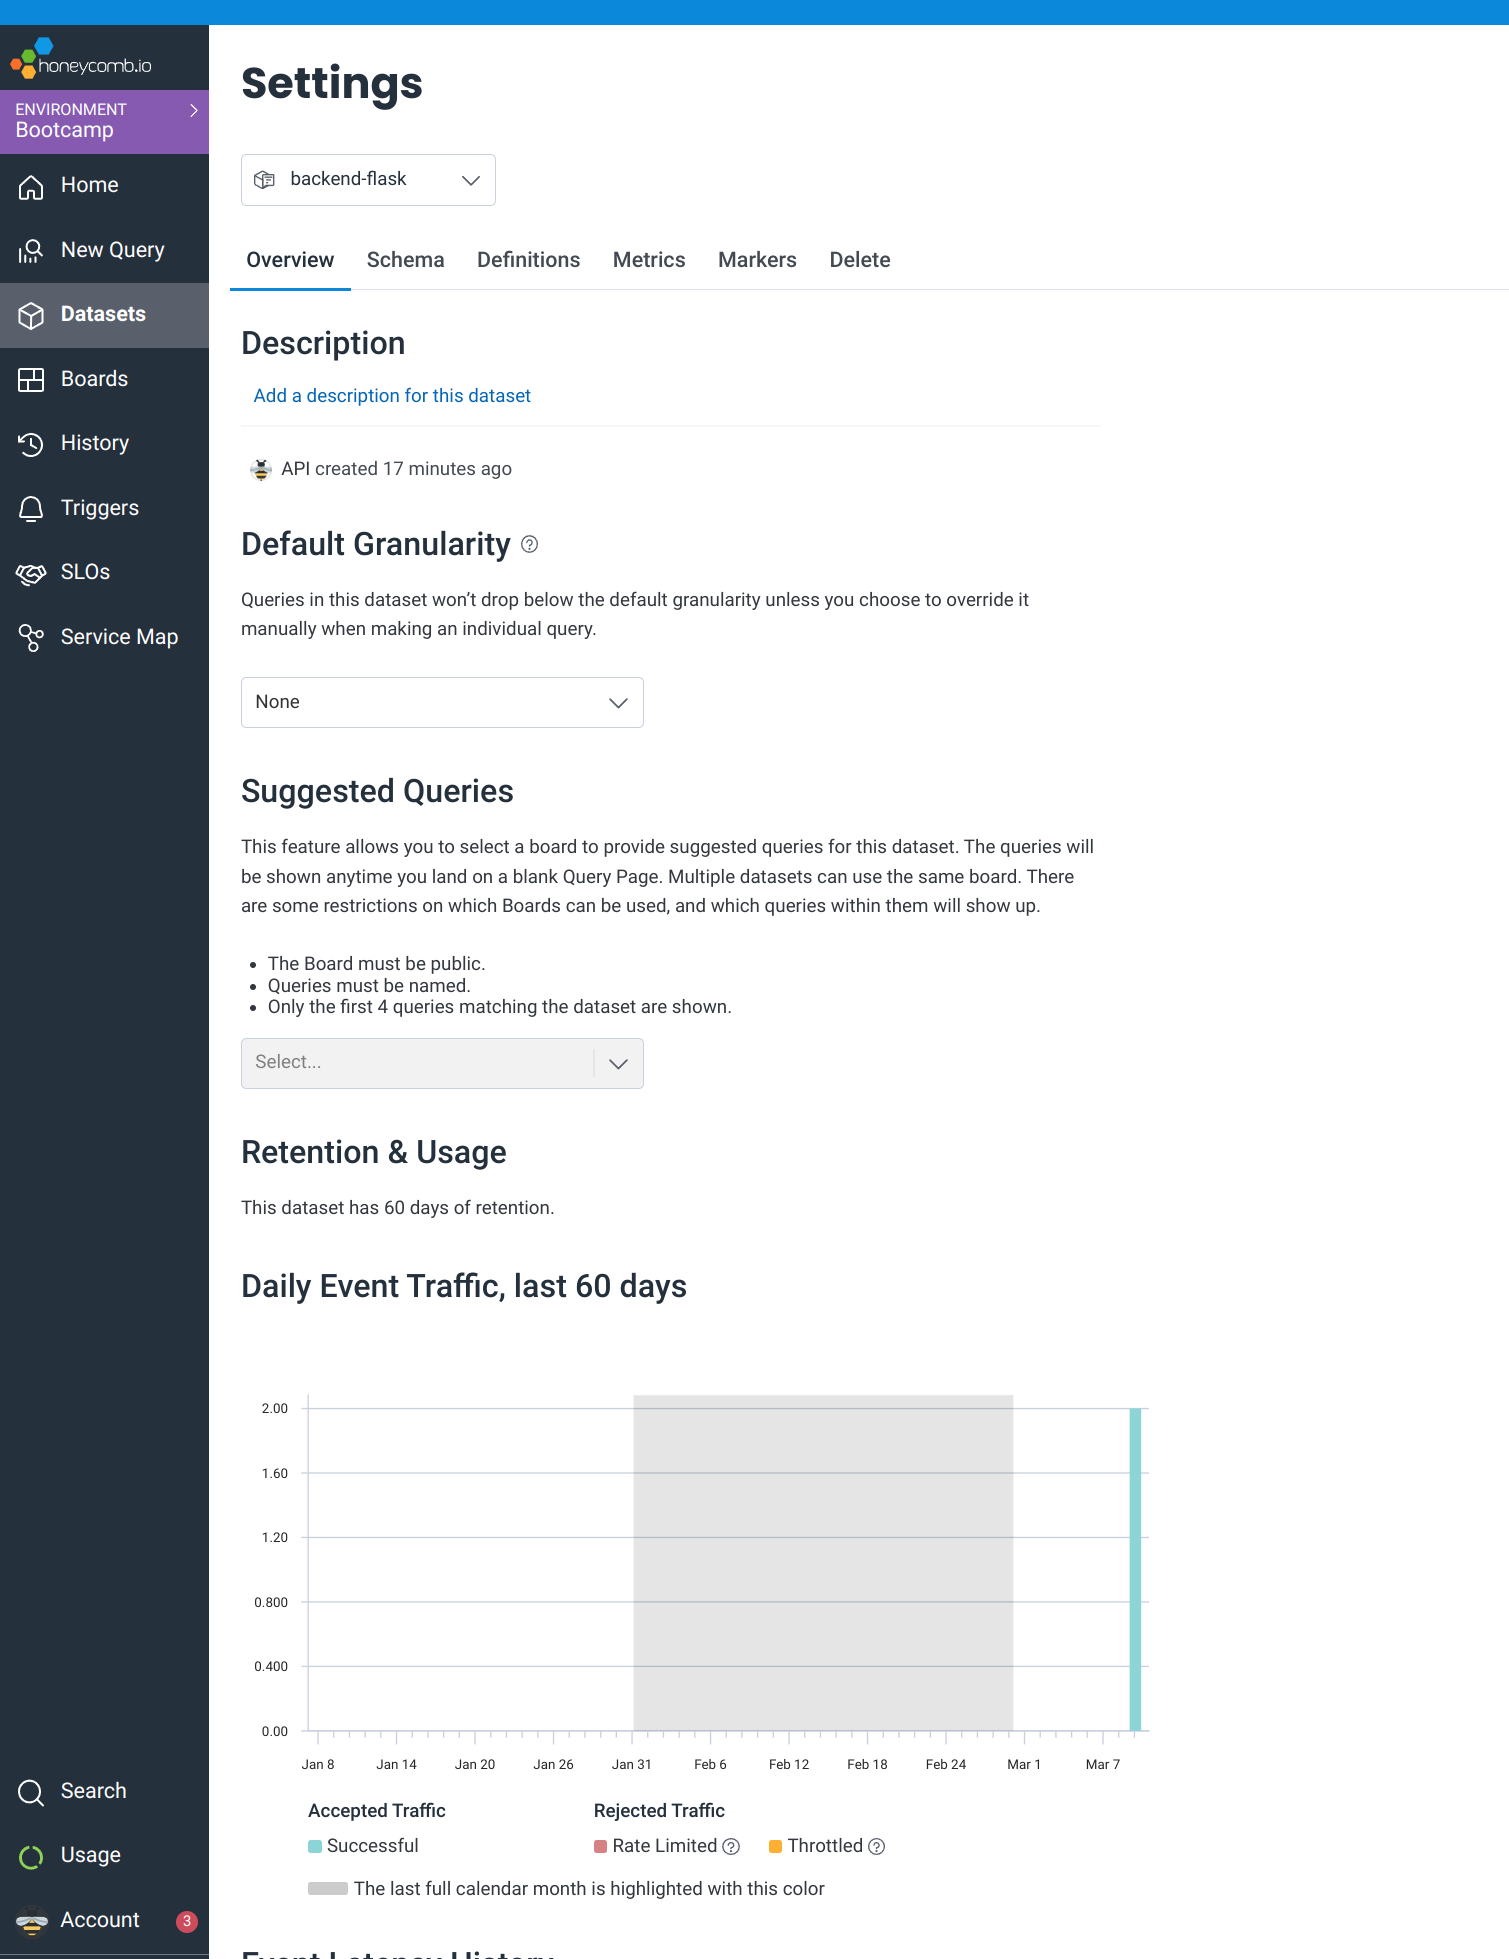 honeycomb.io
ENVIRONMENT
Bootcamp
Home
New Query
Datasets
Boards
History
Triggers
SLOs
Service Map
Search
Usage
Account
3
Settings
backend-flask
Overview
Schema
Definitions
Metrics
Markers
Delete
Description
Add a description for this dataset
API created 17 minutes ago
Default Granularity
Queries in this dataset won’t drop below the default granularity unless you choose to override it
manually when making an individual query.
None
Suggested Queries
This feature allows you to select a board to provide suggested queries for this dataset. The queries will
be shown anytime you land on a blank Query Page. Multiple datasets can use the same board. There
are some restrictions on which Boards can be used, and which queries within them will show up.
• The Board must be public.
• Queries must be named.
• Only the first 4 queries matching the dataset are shown.
Select...
Retention & Usage
This dataset has 60 days of retention.
Daily Event Traffic, last 60 days
2.00
1.60
1.20
0.800
0.400
0.00
Jan 8 Jan 14 Jan 20 Jan 26 Jan 31 Feb 6 Feb 12 Feb 18 Feb 24 Mar 1 Mar 7
Accepted Traffic
Successful
Rejected Traffic
Rate Limited ?
Throttled ?
The last full calendar month is highlighted with this color
Event Latency History